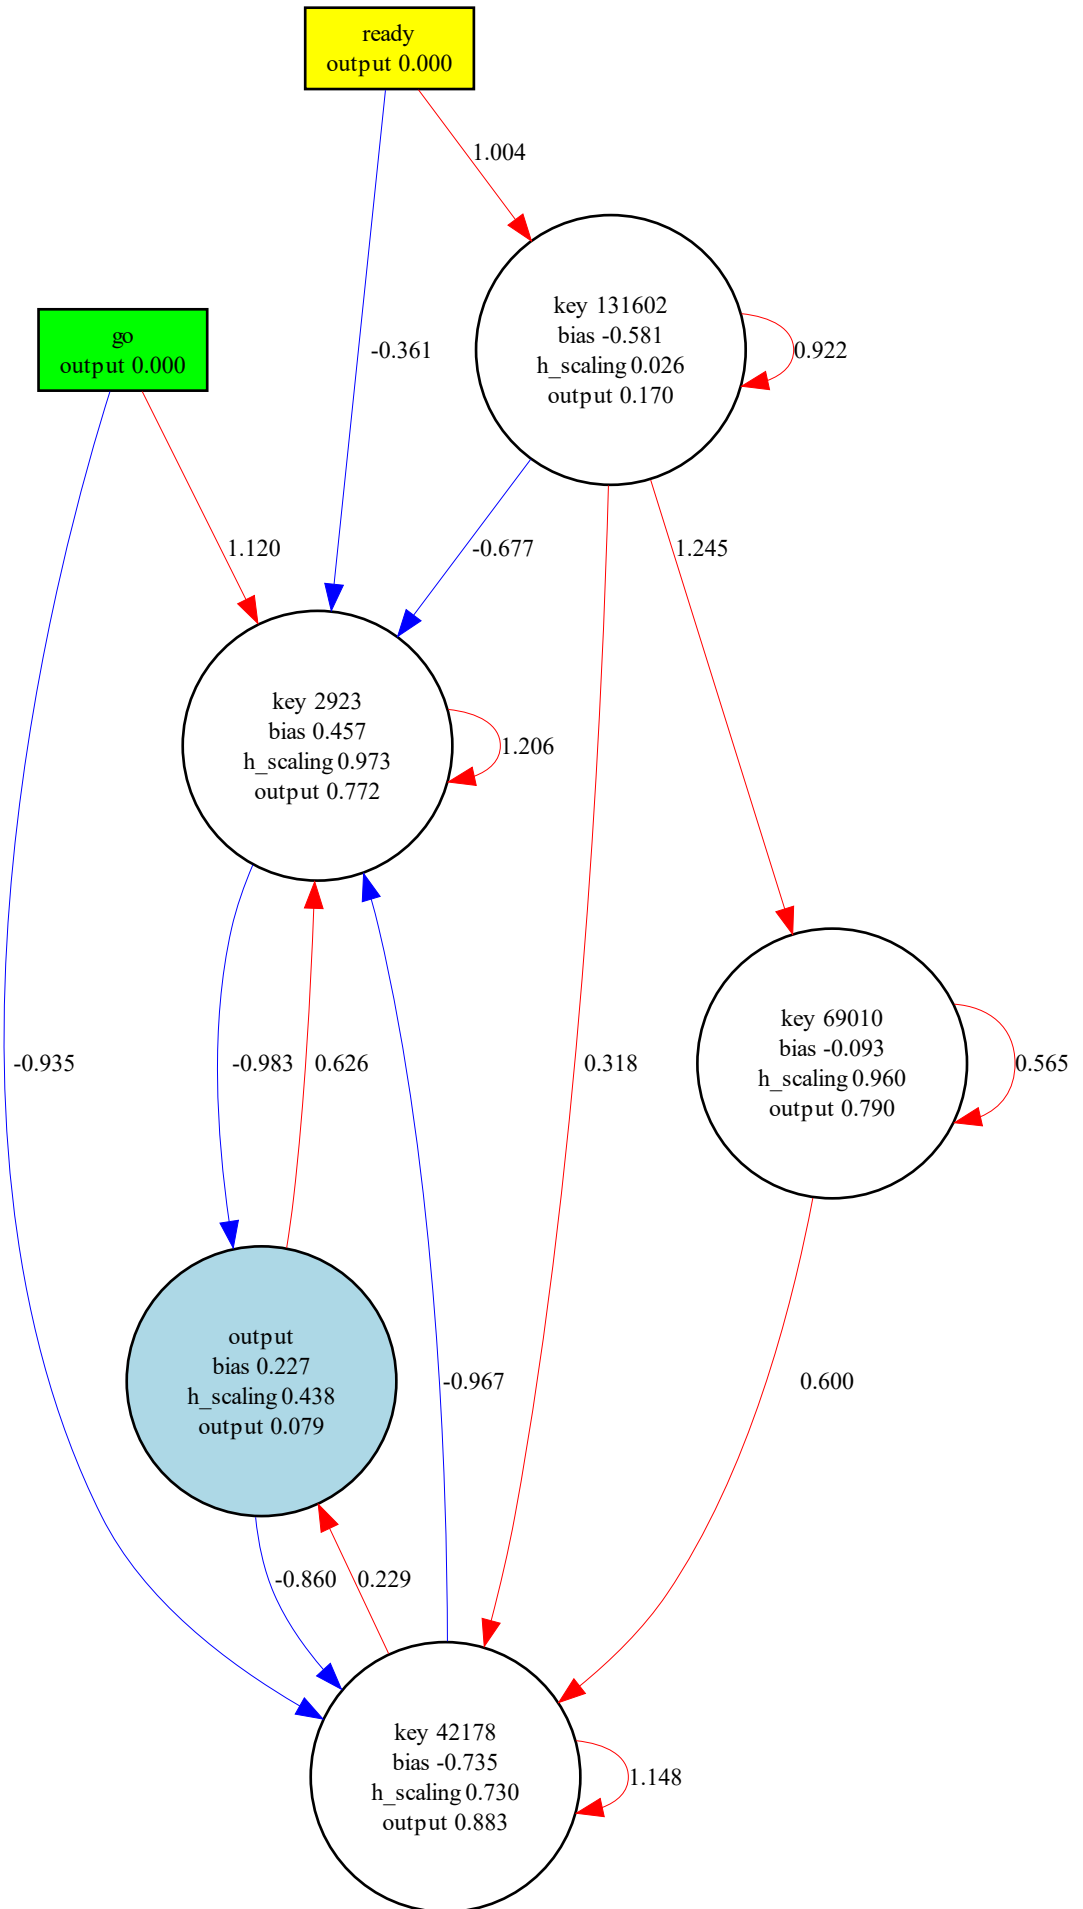 ready
output 0.000
1.004
key 131602
bias -0.581
h_scaling 0.026
output 0.170
0.922
go
output 0.000
-0.361
1.120
-0.677
1.245
key 2923
bias 0.457
h_scaling 0.973
output 0.772
1.206
-0.935
-0.983
0.626
0.318
key 69010
bias -0.093
h_scaling 0.960
output 0.790
0.565
output
bias 0.227
h_scaling 0.438
output 0.079
-0.967
0.600
-0.860
0.229
key 42178
bias -0.735
h_scaling 0.730
output 0.883
1.148